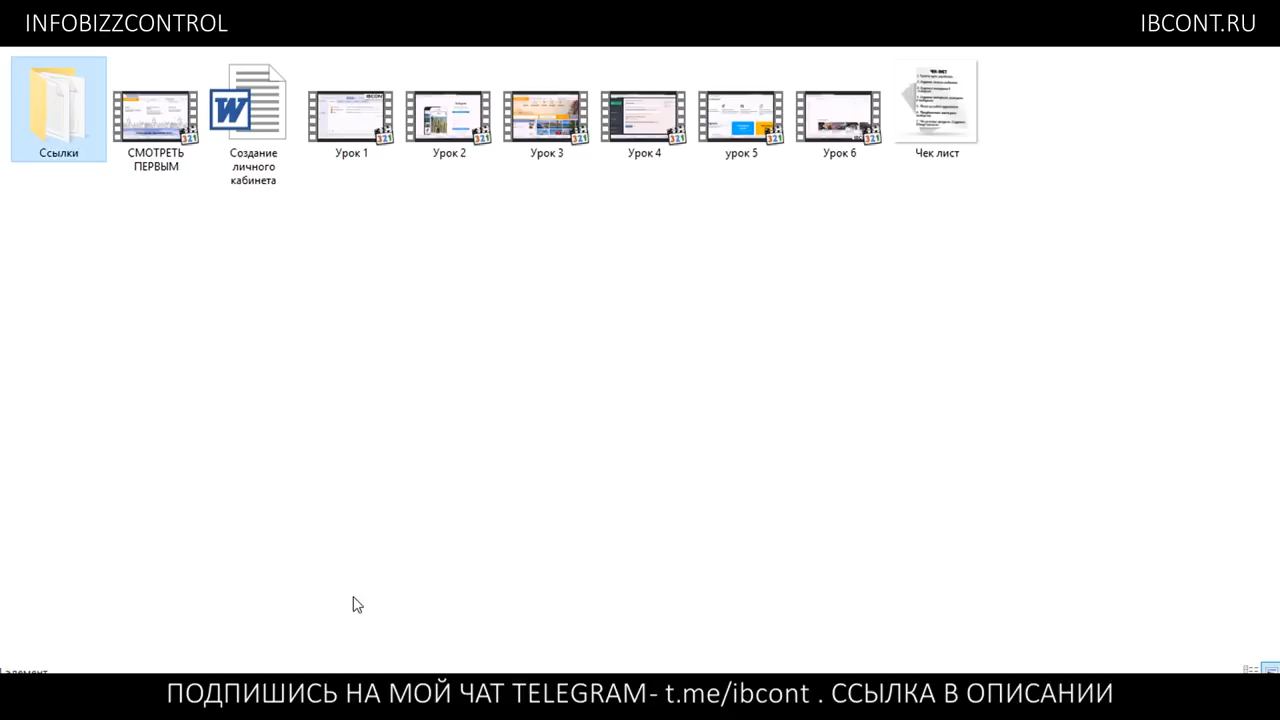 INFOBIZZCONTROL
IBCONT.RU
Ссылки
СМОТРЕТЬ
ПЕРВЫМ
Создание
личного
кабинета
Урок 1
Урок 2
Урок 3
Урок 4
урок 5
Урок 6
Чек лист
ПОДПИШИСЬ НА МОЙ ЧАТ TELEGRAM- t.me/ibcont . ССЫЛКА В ОПИСАНИИ